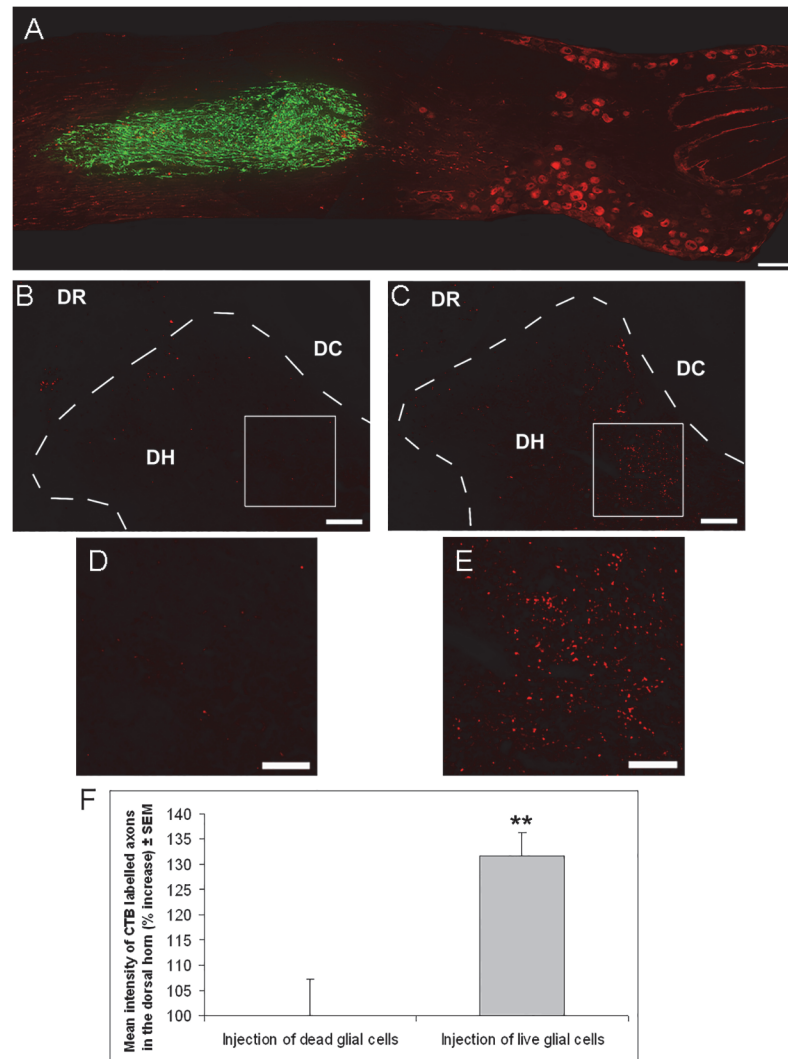 A
B
DR
DC
DH
C
DR
DC
DH
D
E
F
Mean intensity of CTB labelled axons
in the dorsal horn (% increase) ± SEM
140
135
130
125
120
115
110
105
100
**
Injection of dead glial cells
Injection of live glial cells